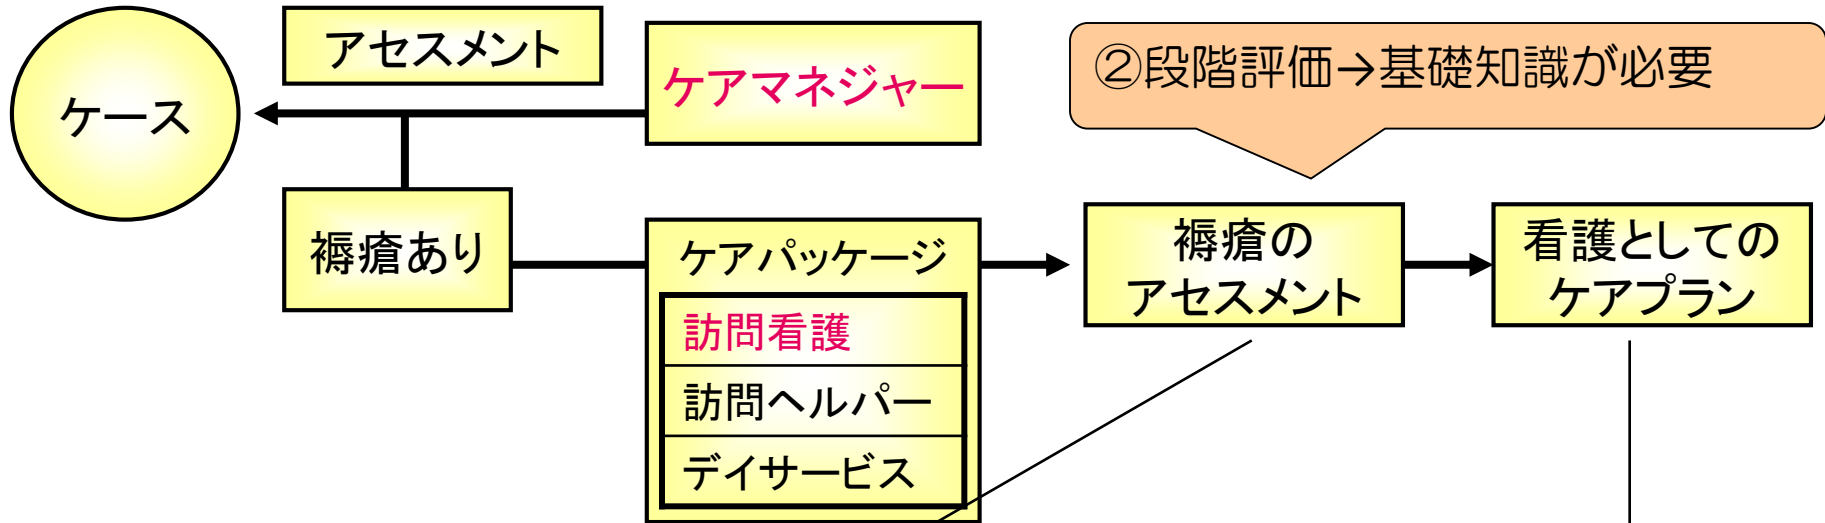 アセスメント
ケアマネジャー
②段階評価→基礎知識が必要
ケース
褥瘡あり
ケアパッケージ
訪問看護
訪問ヘルパー
デイサービス
褥瘡の
アセスメント
看護としての
ケアプラン